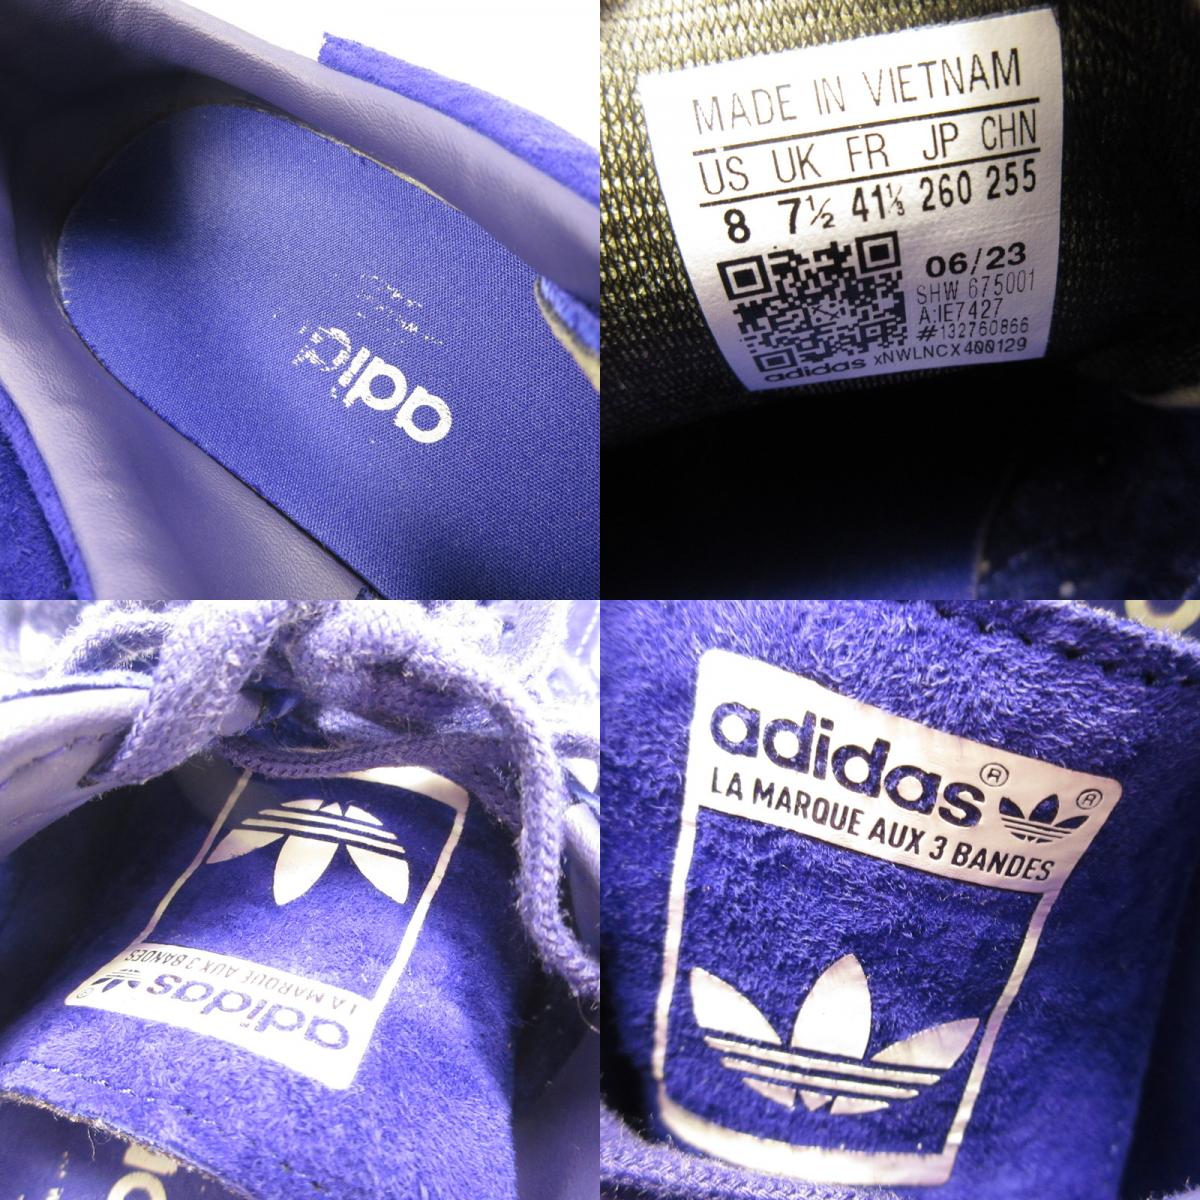 adid
MADE IN VIETNAM
US UK FR JP CHN
8 7½ 41⅓ 260 255
06/23
SHW 675001
A:IE7427
#132760866
adidas xNWLNCX400129
adidas®
LA MARQUE AUX 3 BANDES
adidas® ®
LA MARQUE AUX 3 BANDES